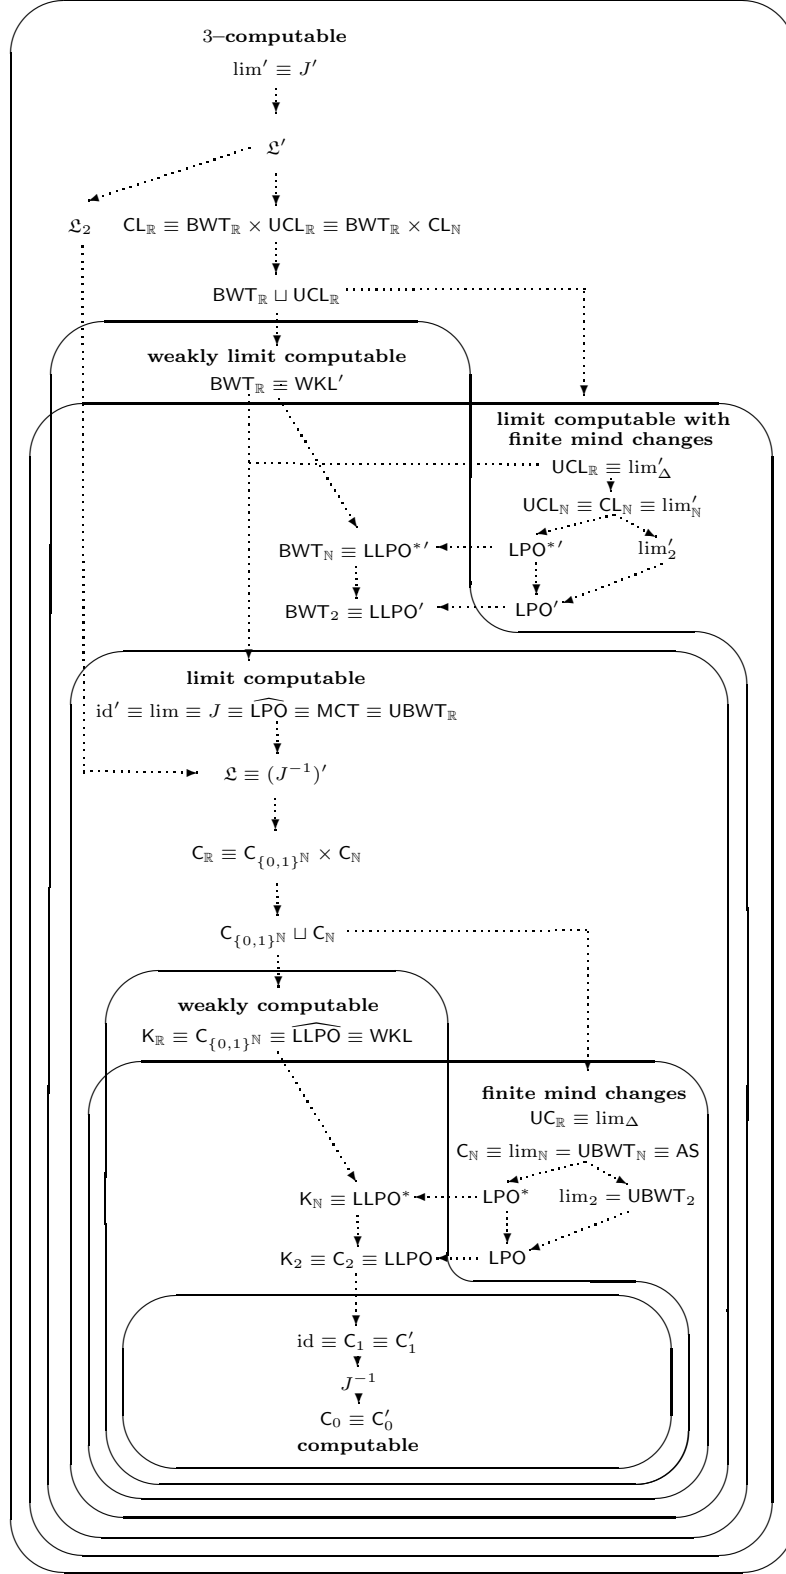 3–computable
lim′ ≡ J′
𝔏′
𝔏₂ CL_ℝ ≡ BWT_ℝ × UCL_ℝ ≡ BWT_ℝ × CL_ℕ
BWT_ℝ ⊔ UCL_ℝ
weakly limit computable
BWT_ℝ ≡ WKL′
limit computable with
finite mind changes
UCL_ℝ ≡ lim′_Δ
UCL_ℕ ≡ CL_ℕ ≡ lim′_ℕ
BWT_ℕ ≡ LLPO*′ LPO*′ lim′₂
BWT₂ ≡ LLPO′ LPO′
limit computable
id′ ≡ lim ≡ J ≡ \widehat{LPO} ≡ MCT ≡ UBWT_ℝ
𝔏 ≡ (J⁻¹)′
C_ℝ ≡ C_{{0,1}^ℕ} × C_ℕ
C_{{0,1}^ℕ} ⊔ C_ℕ
weakly computable
K_ℝ ≡ C_{{0,1}^ℕ} ≡ \widehat{LLPO} ≡ WKL
finite mind changes
UC_ℝ ≡ lim_Δ
C_ℕ ≡ lim_ℕ = UBWT_ℕ ≡ AS
K_ℕ ≡ LLPO* LPO* lim₂ = UBWT₂
K₂ ≡ C₂ ≡ LLPO LPO
id ≡ C₁ ≡ C′₁
J⁻¹
C₀ ≡ C′₀
computable